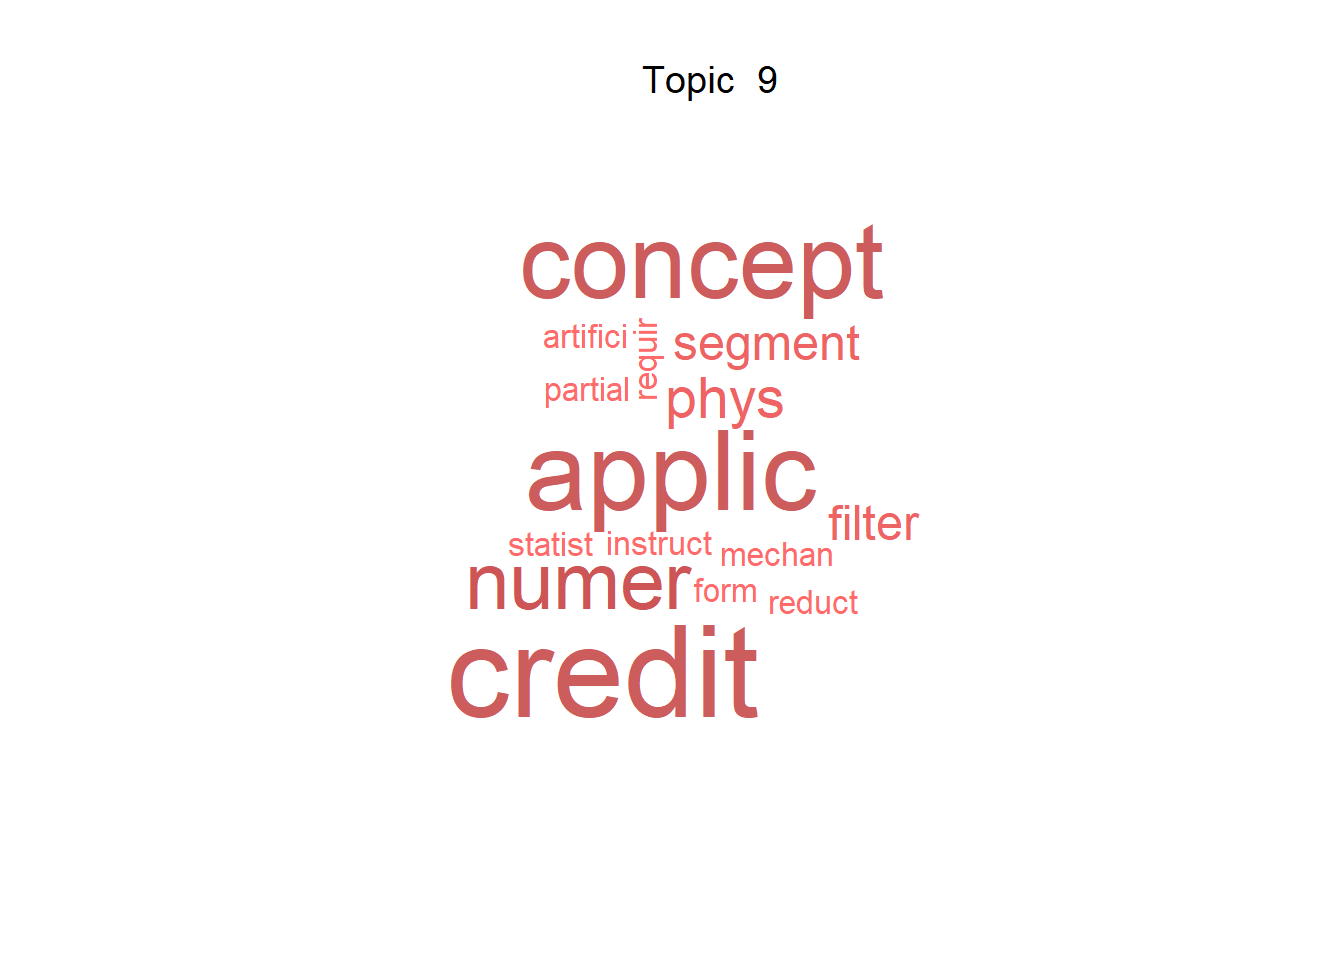 Topic 9
concept
artifici
requir
segment
partial
phys
applic
filter
statist
instruct
mechan
numer
form
reduct
credit